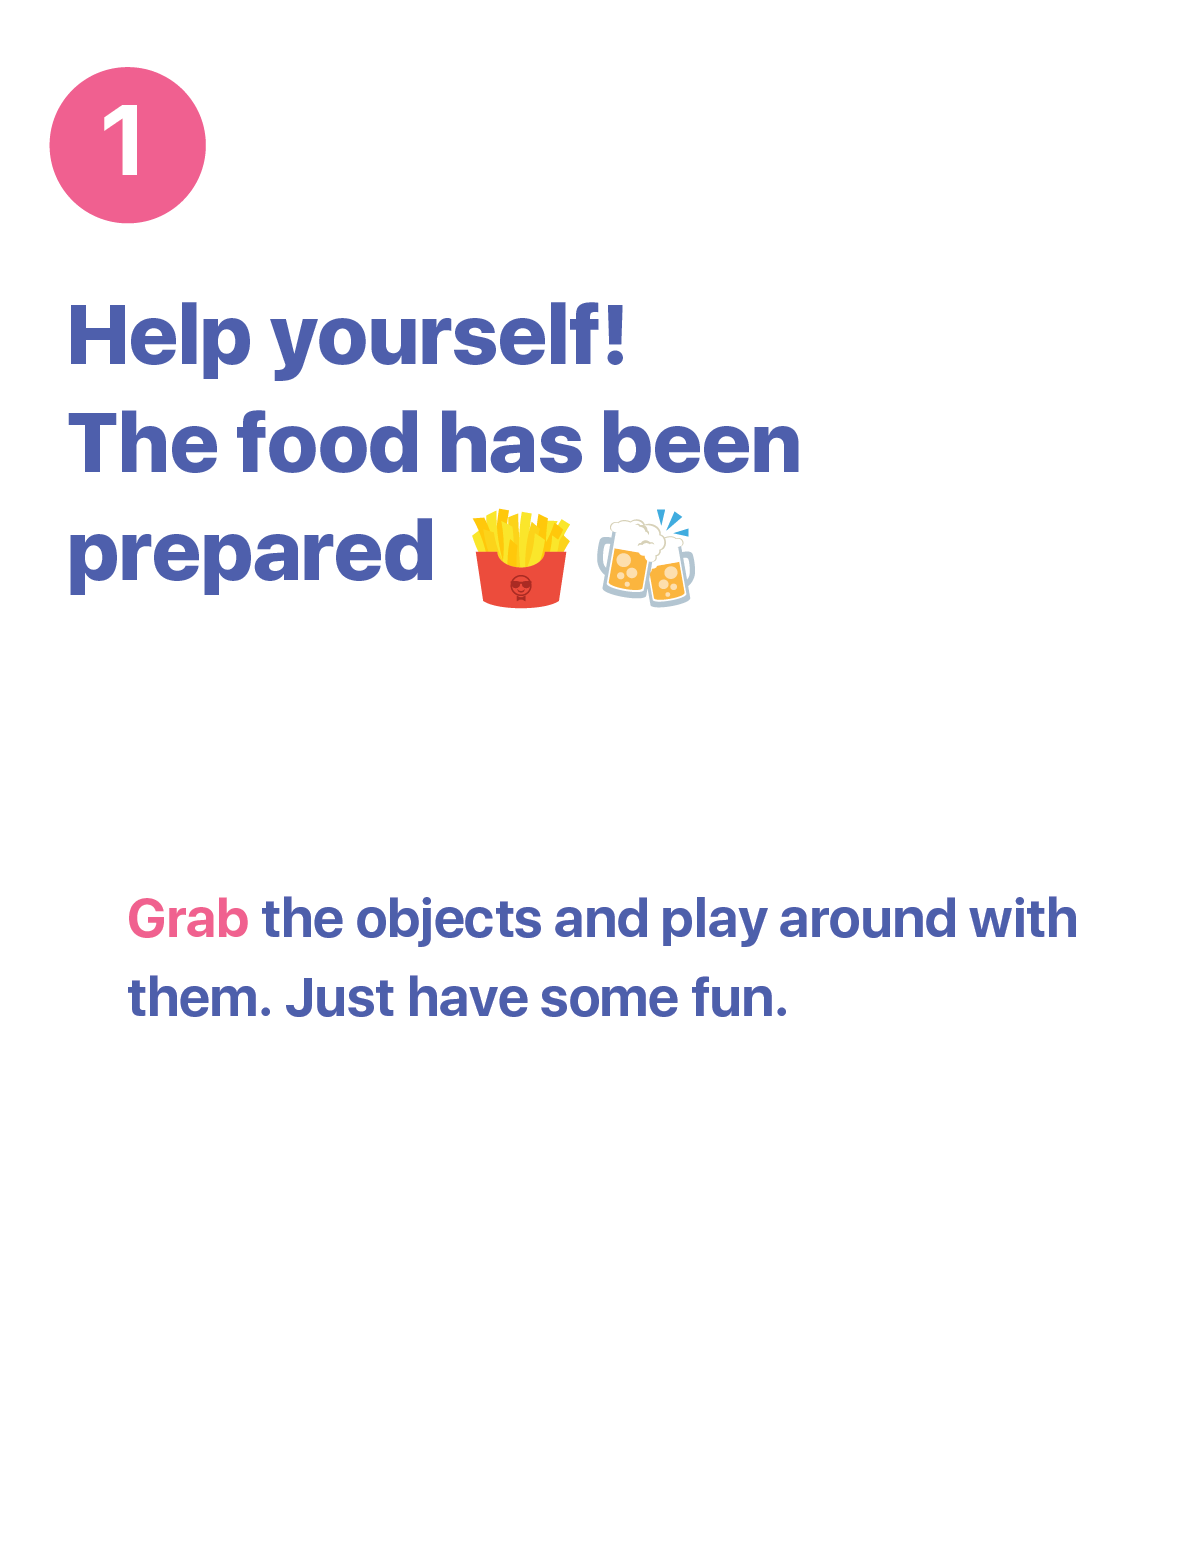 1
Help yourself!
The food has been
prepared 🍟 🍻
Grab the objects and play around with
them. Just have some fun.